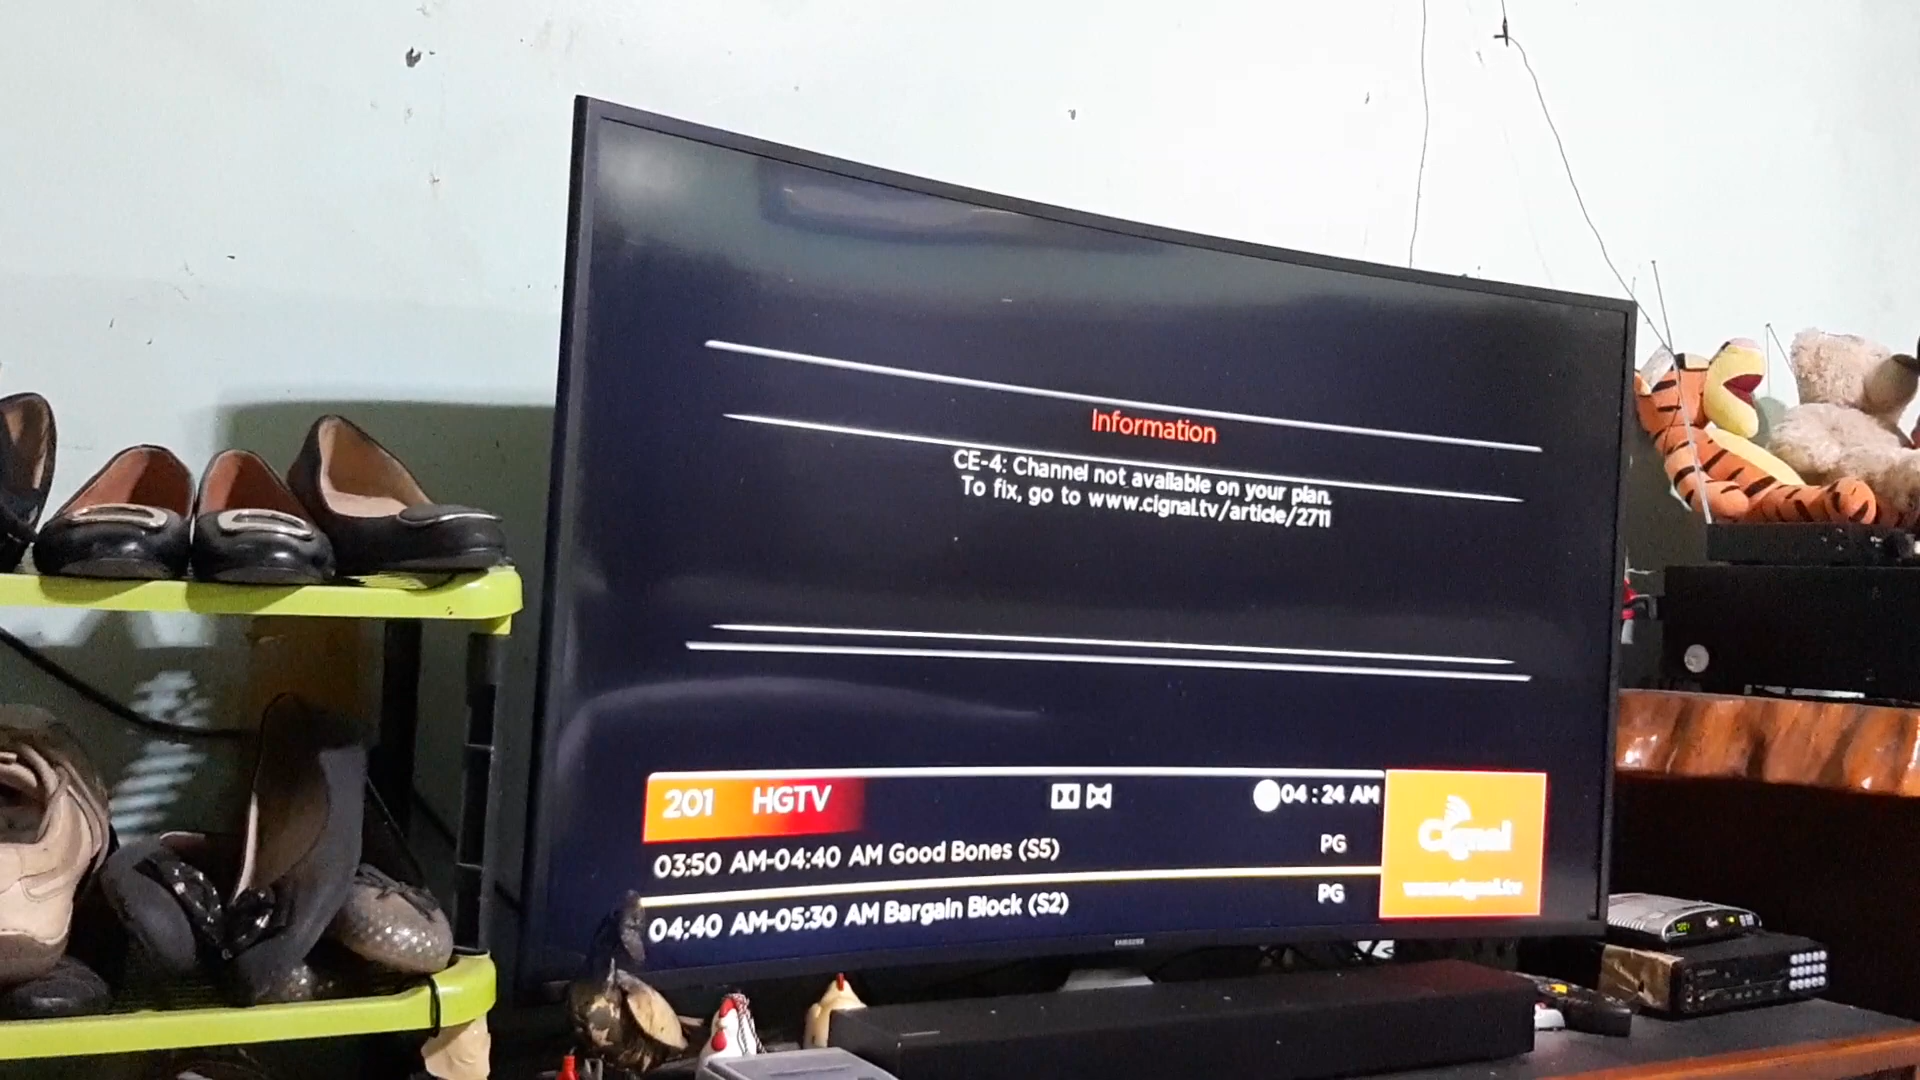 Information
CE-4: Channel not available on your plan.
To fix, go to www.cignal.tv/article/2711
201 HGTV 04:24 AM
03:50 AM-04:40 AM Good Bones (S5) PG
04:40 AM-05:30 AM Bargain Block (S2) PG
Cignal
www.cignal.tv
SAMSUNG